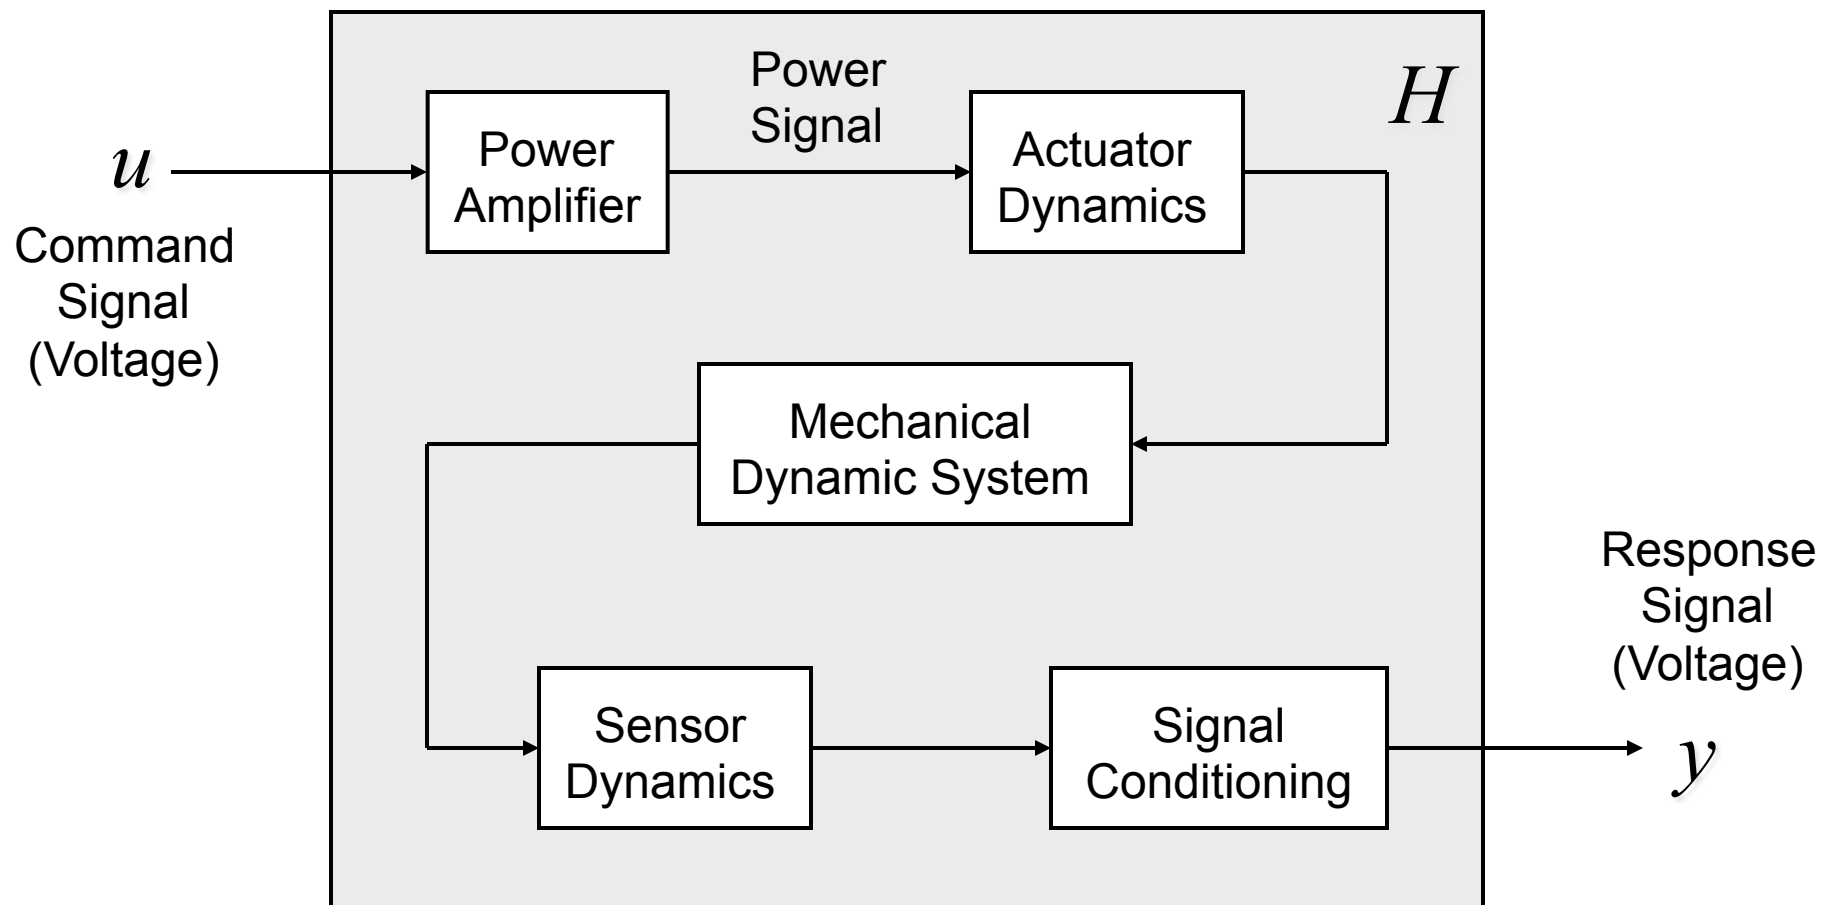 Power
Signal
H
Power
Amplifier
Actuator
Dynamics
u
Command
Signal
(Voltage)
Mechanical
Dynamic System
Response
Signal
(Voltage)
Sensor
Dynamics
Signal
Conditioning
y